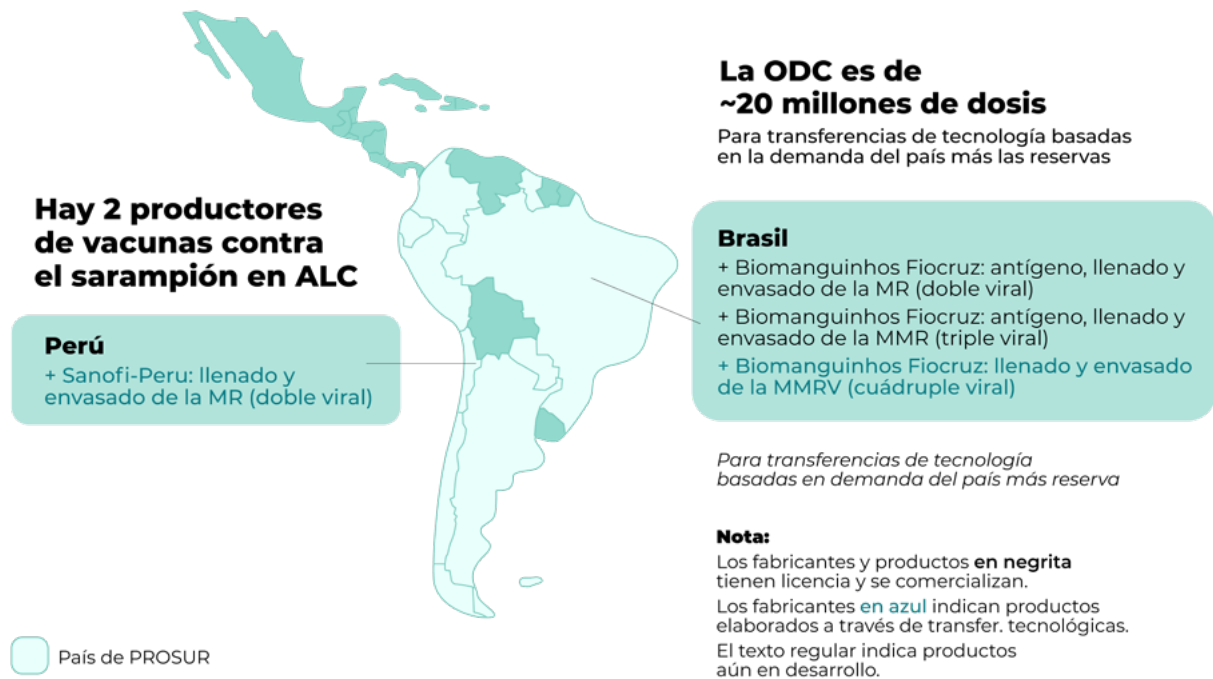 La ODC es de
~20 millones de dosis
Para transferencias de tecnología basadas
en la demanda del país más las reservas
Hay 2 productores
de vacunas contra
el sarampión en ALC
Perú
+ Sanofi-Peru: llenado y
envasado de la MR (doble viral)
Brasil
+ Biomanguinhos Fiocruz: antígeno, llenado y
envasado de la MR (doble viral)
+ Biomanguinhos Fiocruz: antígeno, llenado y
envasado de la MMR (triple viral)
+ Biomanguinhos Fiocruz: llenado y envasado
de la MMRV (cuádruple viral)
Para transferencias de tecnología
basadas en demanda del país más reserva
Nota:
Los fabricantes y productos en negrita
tienen licencia y se comercializan.
Los fabricantes en azul indican productos
elaborados a través de transfer. tecnológicas.
El texto regular indica productos
aún en desarrollo.
País de PROSUR